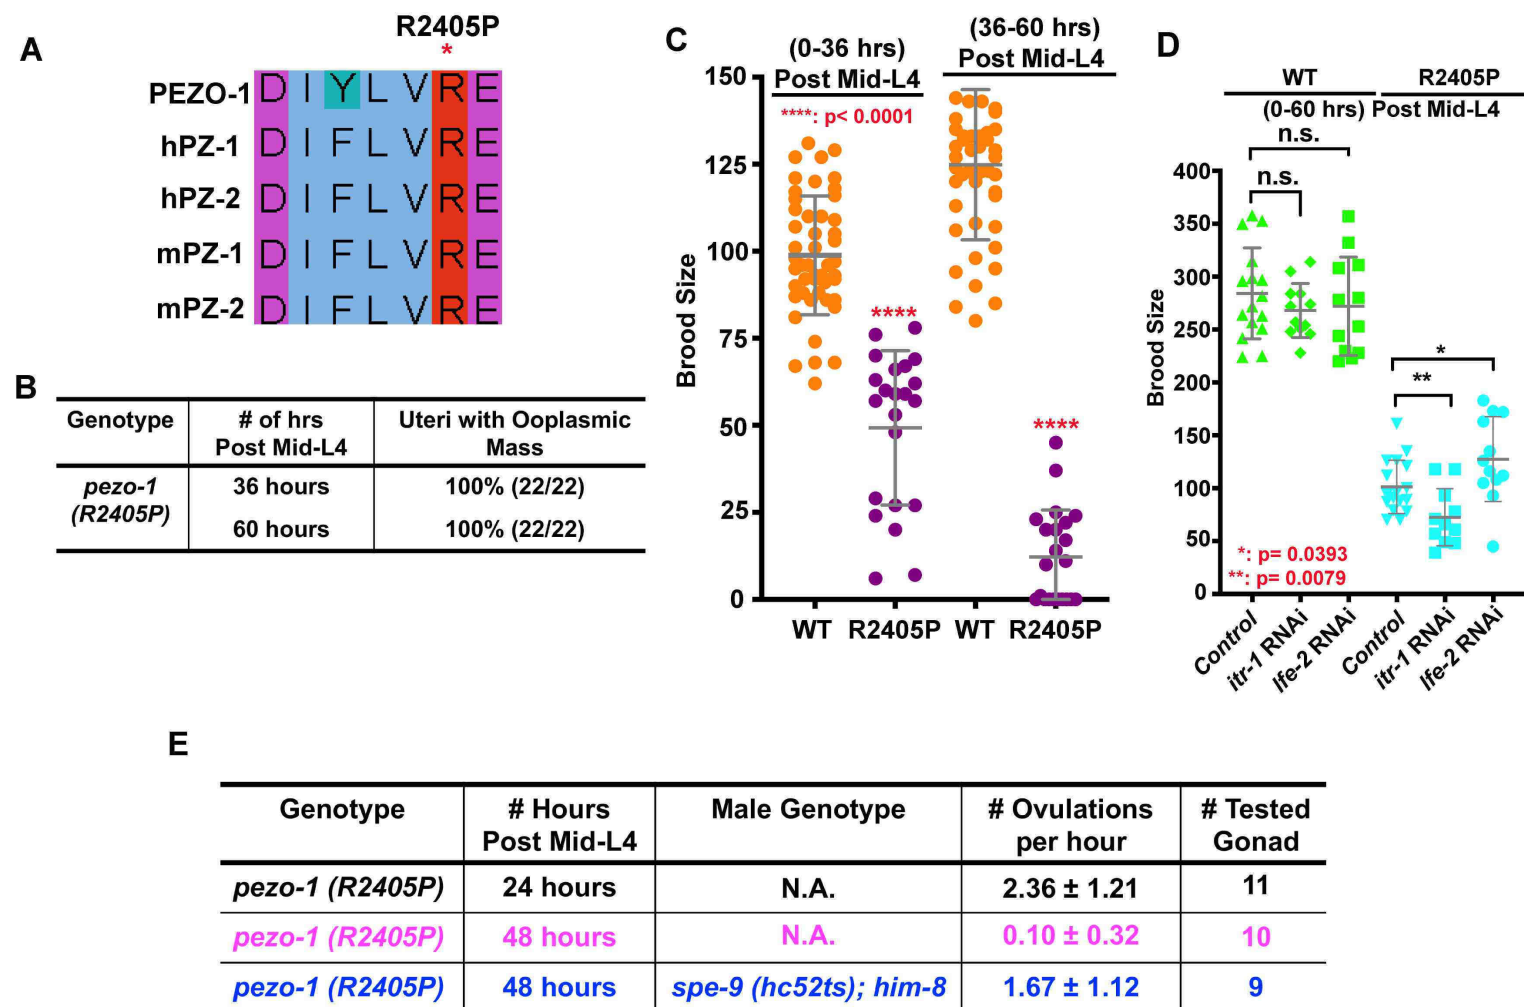 A
R2405P
*
PEZO-1 D I Y L V R E
hPZ-1 D I F L V R E
hPZ-2 D I F L V R E
mPZ-1 D I F L V R E
mPZ-2 D I F L V R E
B
Genotype # of hrs Post Mid-L4 Uteri with Ooplasmic Mass
pezo-1 (R2405P) 36 hours 100% (22/22)
60 hours 100% (22/22)
C
(0-36 hrs)
Post Mid-L4
(36-60 hrs)
Post Mid-L4
****: p< 0.0001
****
****
Brood Size
150
125
100
75
50
25
0
WT R2405P WT R2405P
D
WT R2405P
(0-60 hrs) Post Mid-L4
n.s.
n.s.
*
**
Brood Size
400
350
300
250
200
150
100
50
0
*: p= 0.0393
**: p= 0.0079
Control itr-1 RNAi lfe-2 RNAi Control itr-1 RNAi lfe-2 RNAi
E
Genotype # Hours Post Mid-L4 Male Genotype # Ovulations per hour # Tested Gonad
pezo-1 (R2405P) 24 hours N.A. 2.36 ± 1.21 11
pezo-1 (R2405P) 48 hours N.A. 0.10 ± 0.32 10
pezo-1 (R2405P) 48 hours spe-9 (hc52ts); him-8 1.67 ± 1.12 9